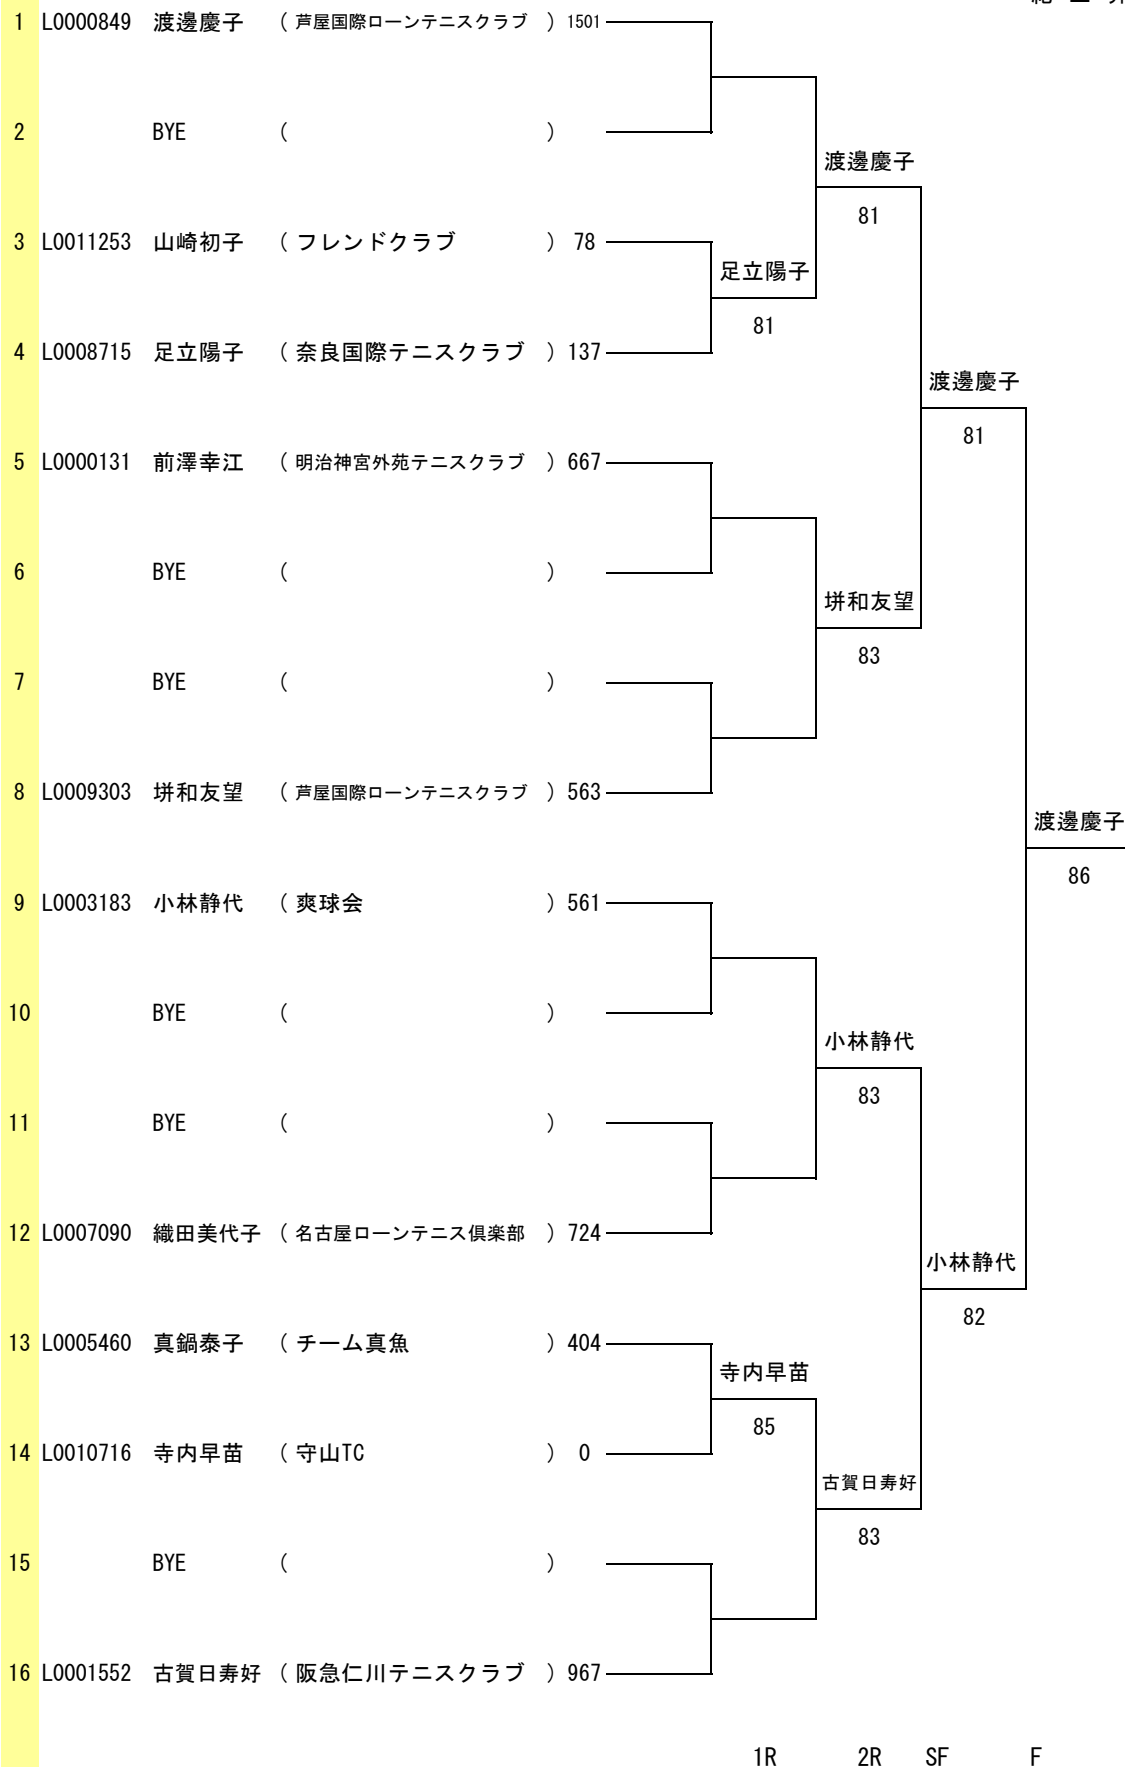 1 L0000849 渡邊慶子 ( 芦屋国際ローンテニスクラブ ) 1501
2 BYE ( )
渡邊慶子
81
3 L0011253 山崎初子 ( フレンドクラブ ) 78
足立陽子
81
4 L0008715 足立陽子 ( 奈良国際テニスクラブ ) 137
渡邊慶子
81
5 L0000131 前澤幸江 ( 明治神宮外苑テニスクラブ ) 667
6 BYE ( )
垪和友望
83
7 BYE ( )
8 L0009303 垪和友望 ( 芦屋国際ローンテニスクラブ ) 563
渡邊慶子
86
9 L0003183 小林静代 ( 爽球会 ) 561
10 BYE ( )
小林静代
83
11 BYE ( )
12 L0007090 織田美代子 ( 名古屋ローンテニス倶楽部 ) 724
小林静代
82
13 L0005460 真鍋泰子 ( チーム真魚 ) 404
寺内早苗
85
14 L0010716 寺内早苗 ( 守山TC ) 0
古賀日寿好
83
15 BYE ( )
16 L0001552 古賀日寿好 ( 阪急仁川テニスクラブ ) 967
1R 2R SF F